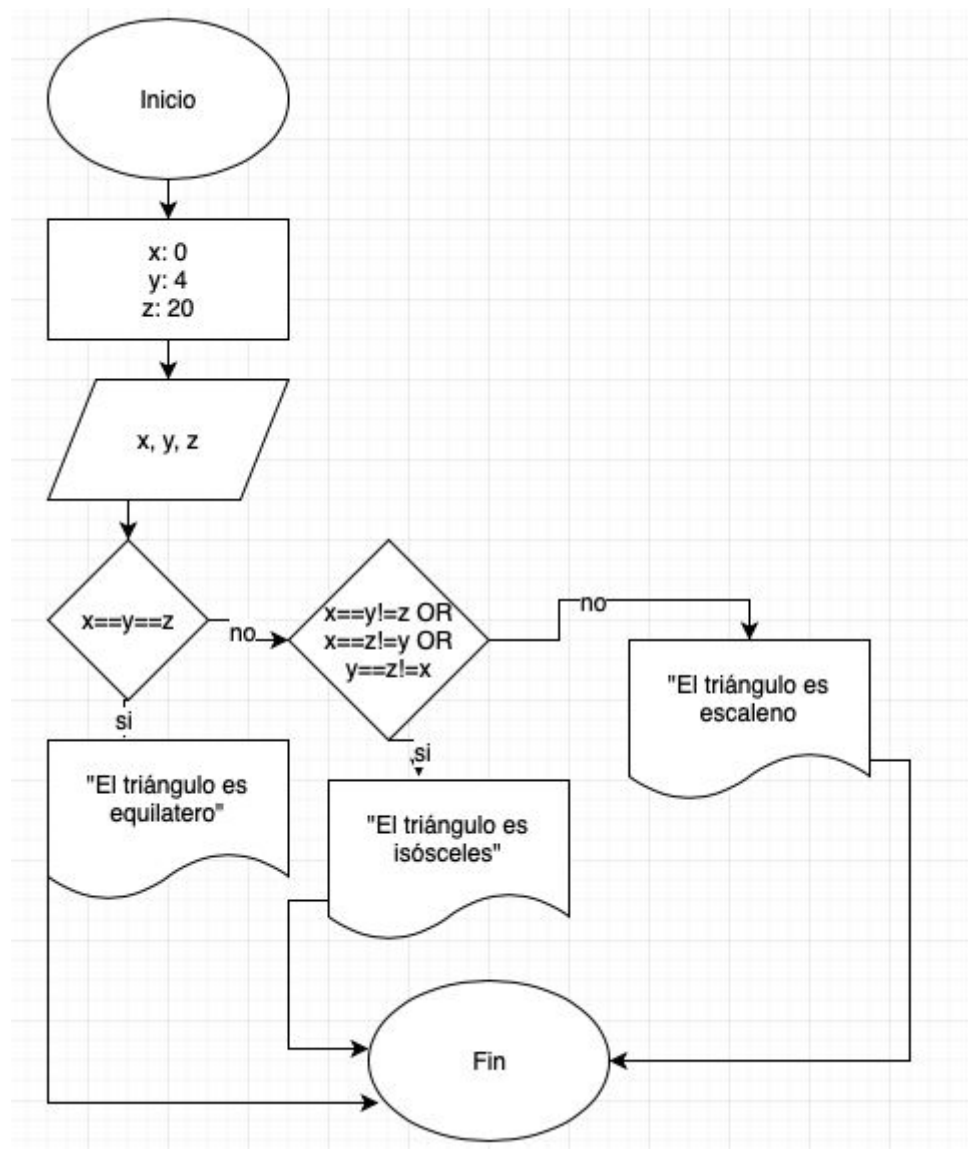 Inicio
x: 0
y: 4
z: 20
x, y, z
x==y==z
no
x==y!=z OR
x==z!=y OR
y==z!=x
no
"El triángulo es
escaleno
si
"El triángulo es
equilatero"
si
"El triángulo es
isósceles"
Fin